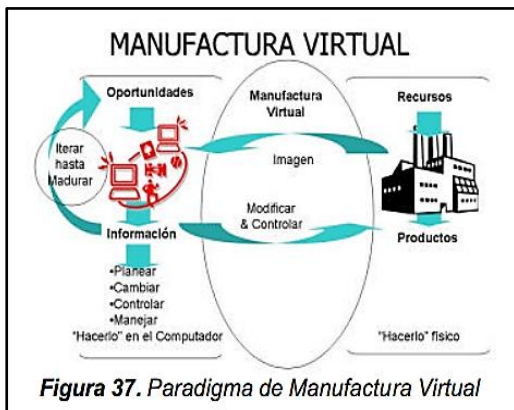 MANUFACTURA VIRTUAL
Oportunidades
Iterar
hasta
Madurar
Información
•Planear
•Cambiar
•Controlar
•Manejar
"Hacerlo" en el Computador
Manufactura
Virtual
Imagen
Modificar
& Controlar
Recursos
Productos
"Hacerlo" físico
Figura 37. Paradigma de Manufactura Virtual